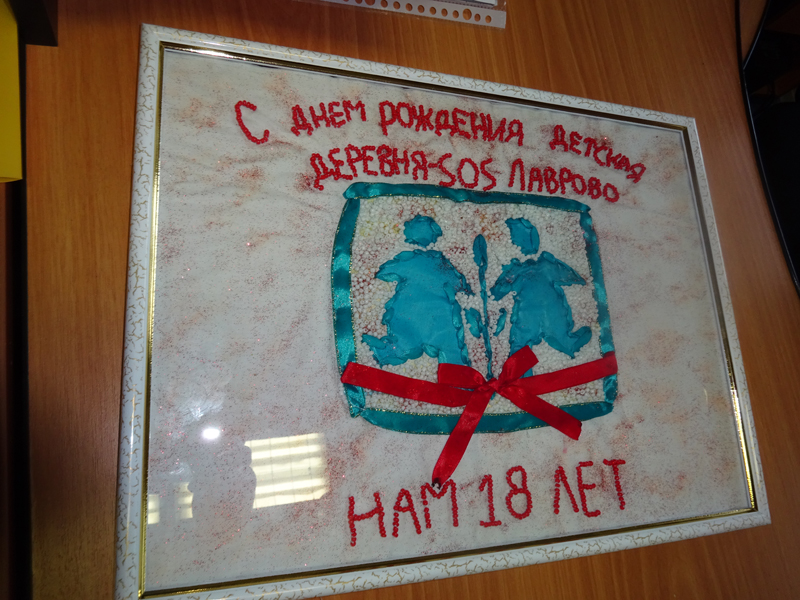 С ДНЕМ РОЖДЕНИЯ ДЕТСКАЯ
ДЕРЕВНЯ-SOS ЛАВРОВО
НАМ 18 ЛЕТ